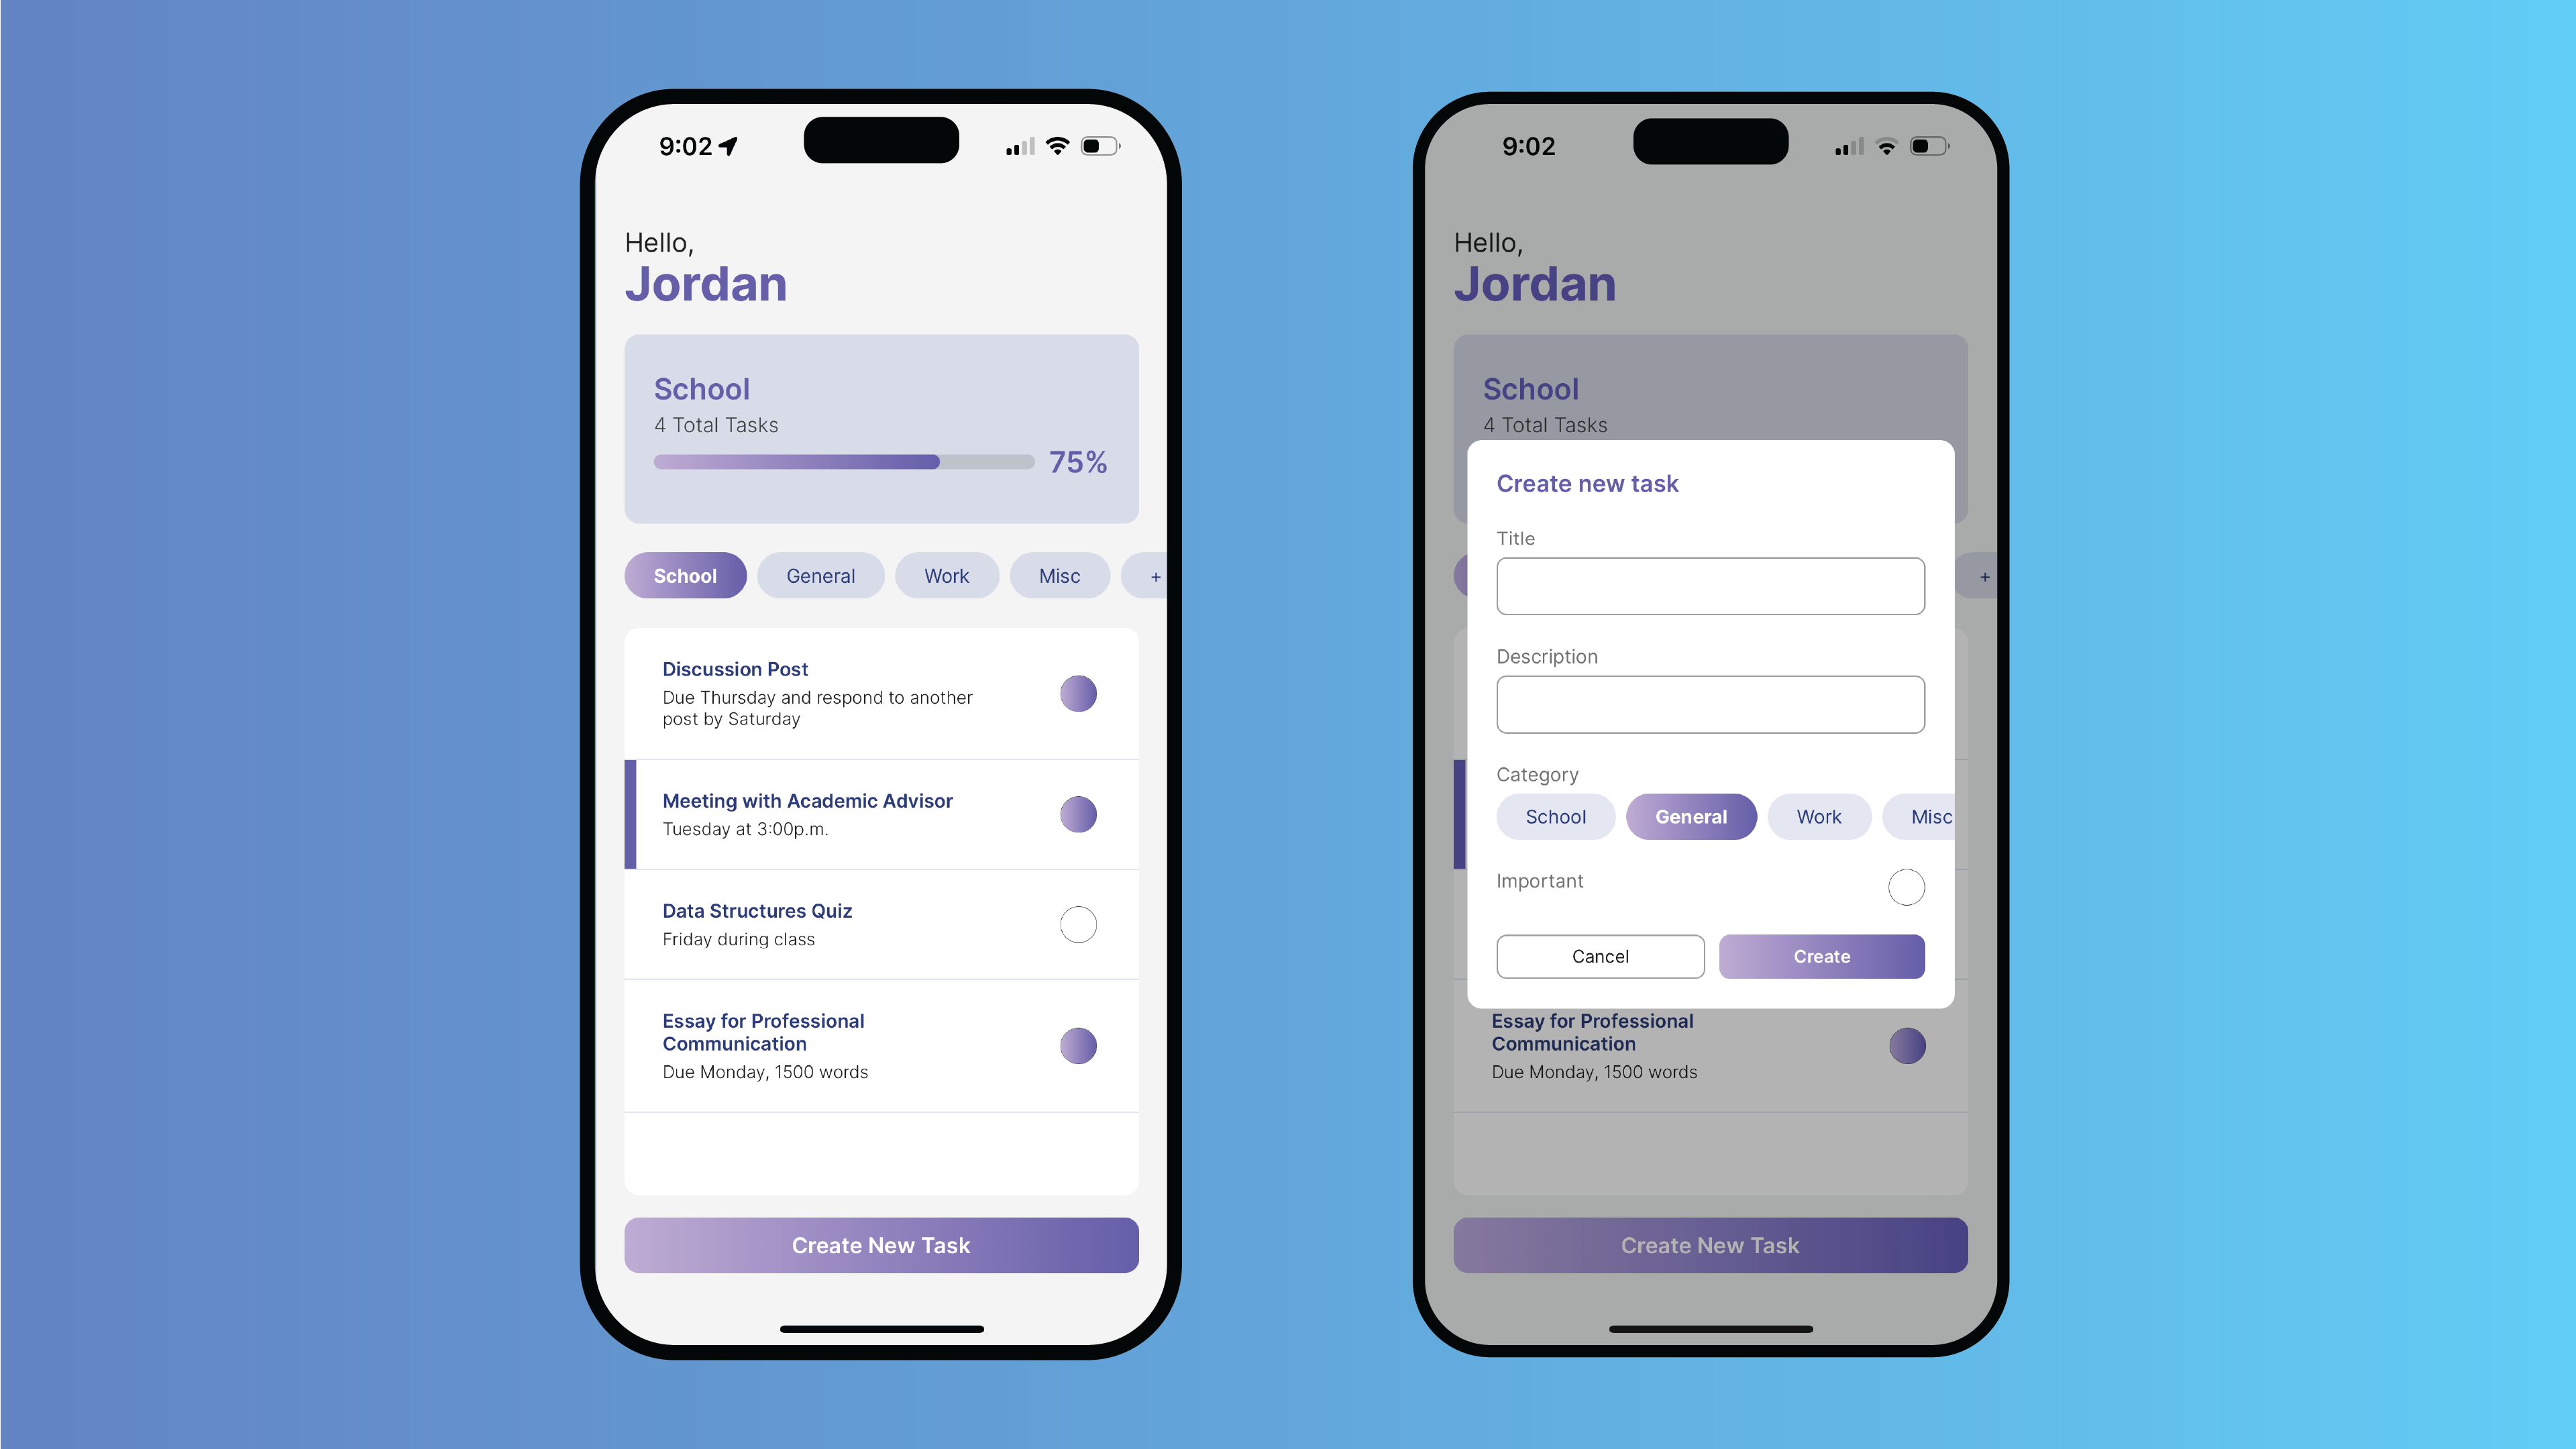 9:02
Hello,
Jordan
School
4 Total Tasks
75%
School General Work Misc +
Discussion Post
Due Thursday and respond to another
post by Saturday
Meeting with Academic Advisor
Tuesday at 3:00p.m.
Data Structures Quiz
Friday during class
Essay for Professional
Communication
Due Monday, 1500 words
Create New Task
9:02
Hello,
Jordan
School
4 Total Tasks
+
Create new task
Title
Description
Category
School General Work Misc
Important
Cancel Create
Essay for Professional
Communication
Due Monday, 1500 words
Create New Task